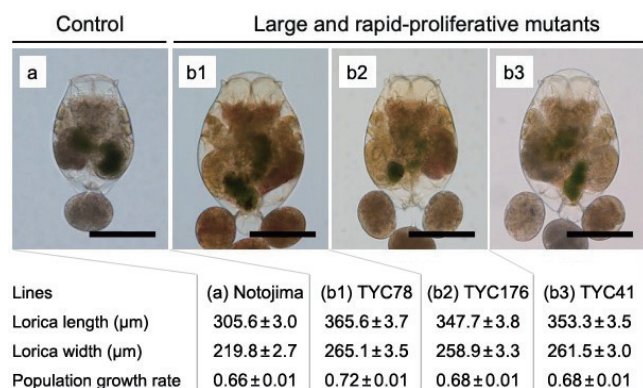 Control Large and rapid-proliferative mutants
a b1 b2 b3
Lines (a) Notojima (b1) TYC78 (b2) TYC176 (b3) TYC41
Lorica length (μm) 305.6±3.0 365.6±3.7 347.7±3.8 353.3±3.5
Lorica width (μm) 219.8±2.7 265.1±3.5 258.9±3.3 261.5±3.0
Population growth rate 0.66±0.01 0.72±0.01 0.68±0.01 0.68±0.01